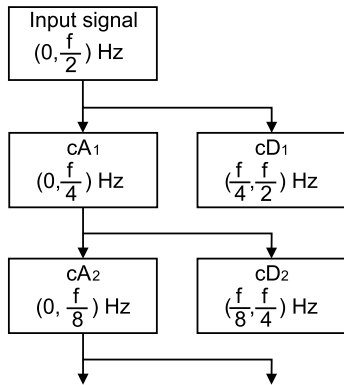 Input signal
(0, f/2) Hz
cA1
(0, f/4) Hz
cD1
(f/4, f/2) Hz
cA2
(0, f/8) Hz
cD2
(f/8, f/4) Hz